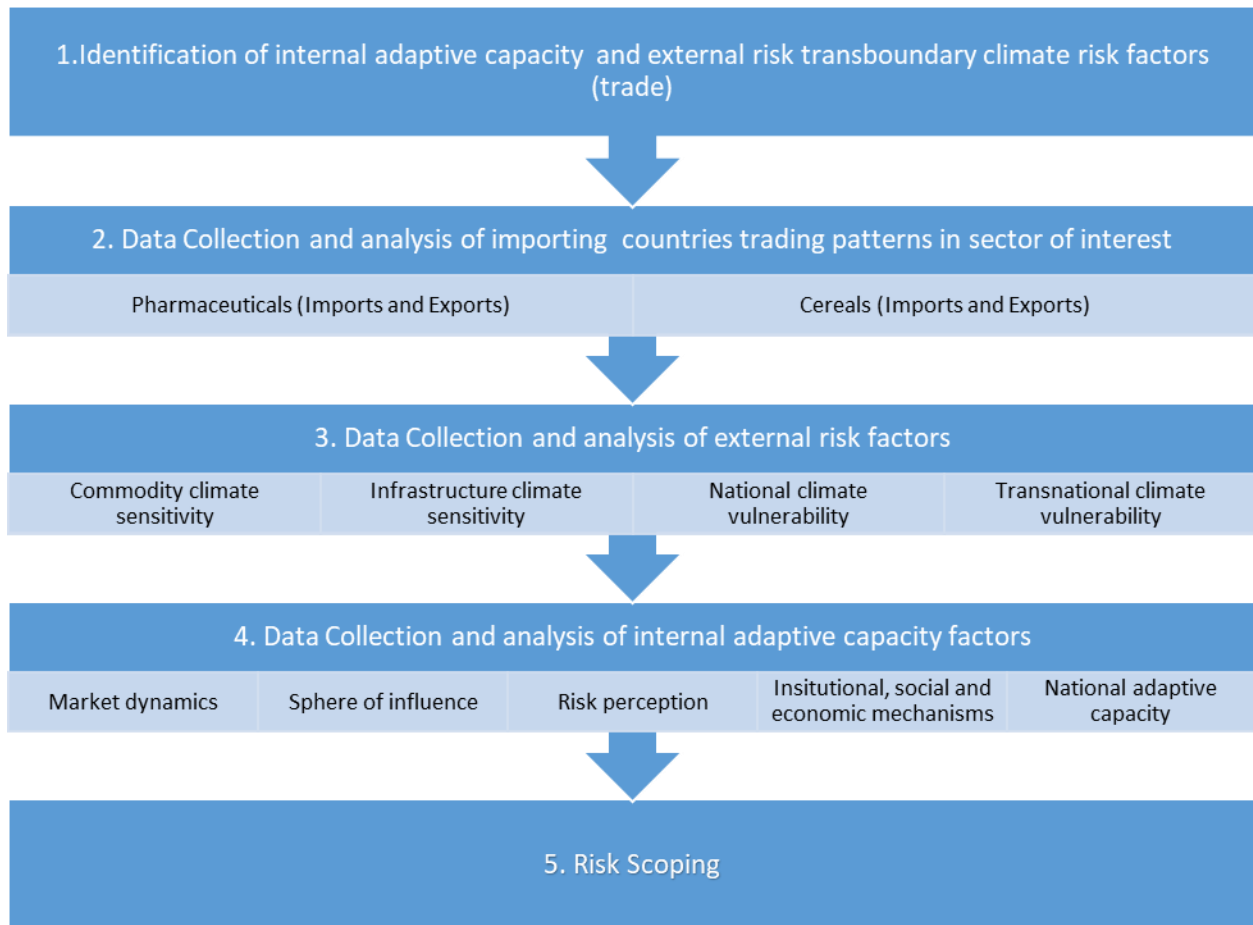 1.Identification of internal adaptive capacity and external risk transboundary climate risk factors
(trade)
2. Data Collection and analysis of importing countries trading patterns in sector of interest
Pharmaceuticals (Imports and Exports)
Cereals (Imports and Exports)
3. Data Collection and analysis of external risk factors
Commodity climate
sensitivity
Infrastructure climate
sensitivity
National climate
vulnerability
Transnational climate
vulnerability
4. Data Collection and analysis of internal adaptive capacity factors
Market dynamics
Sphere of influence
Risk perception
Insitutional, social and
economic mechanisms
National adaptive
capacity
5. Risk Scoping